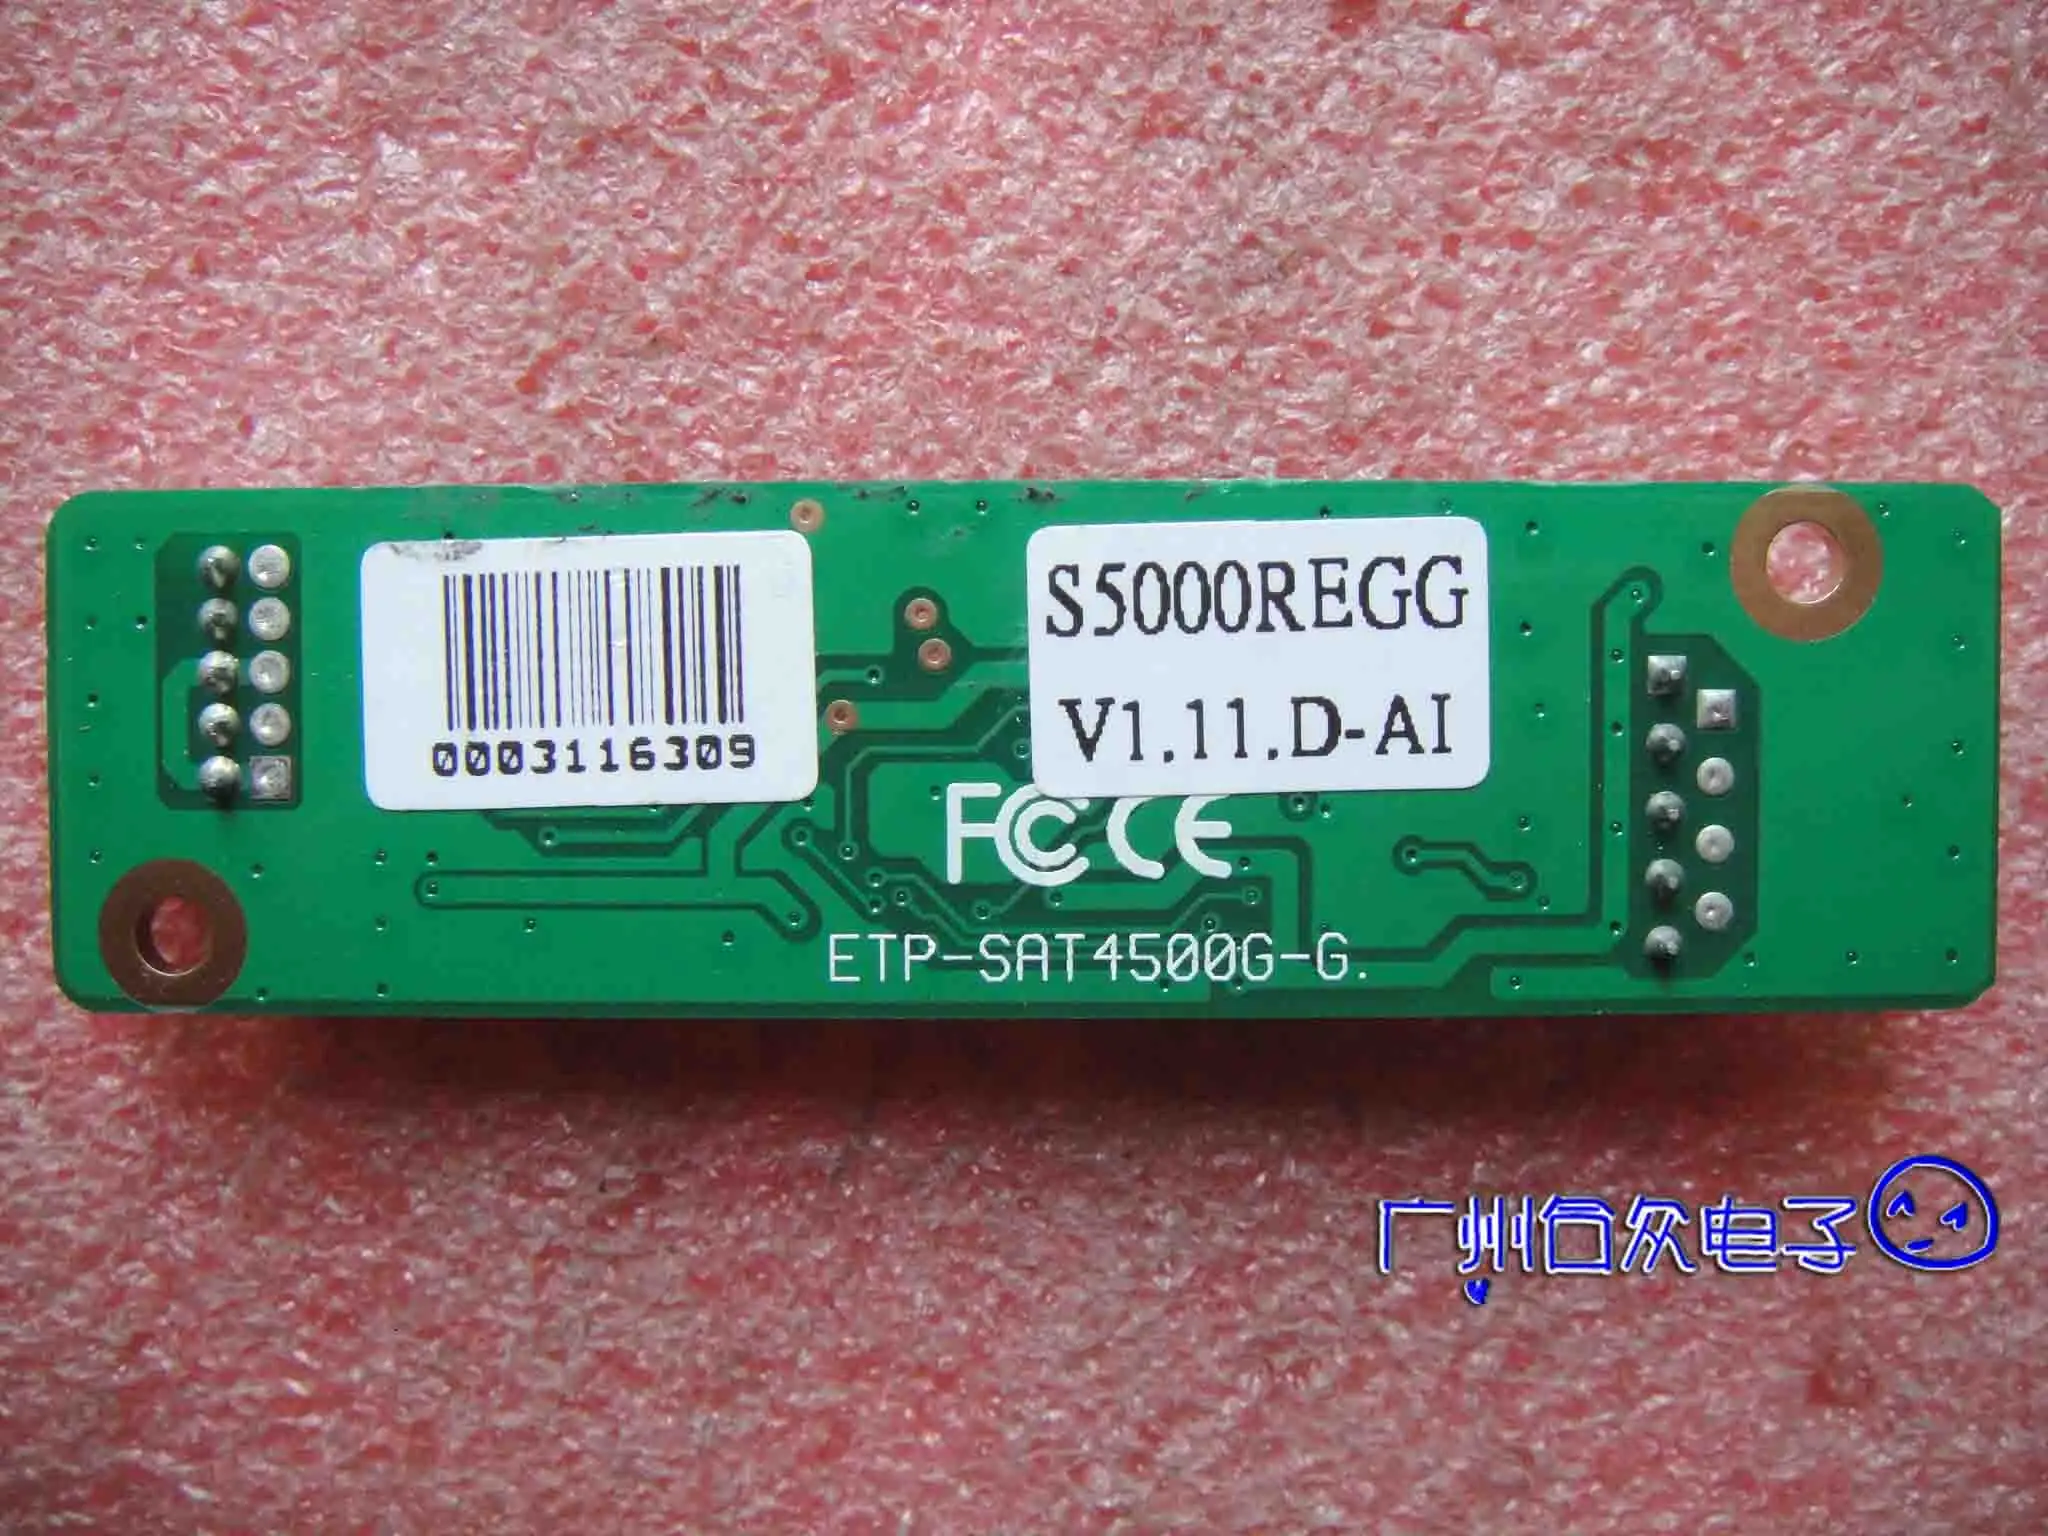 S5000REGG
V1.11.D-AI
0003116309
FC CE
ETP-SAT4500G-G.
广州合众电子